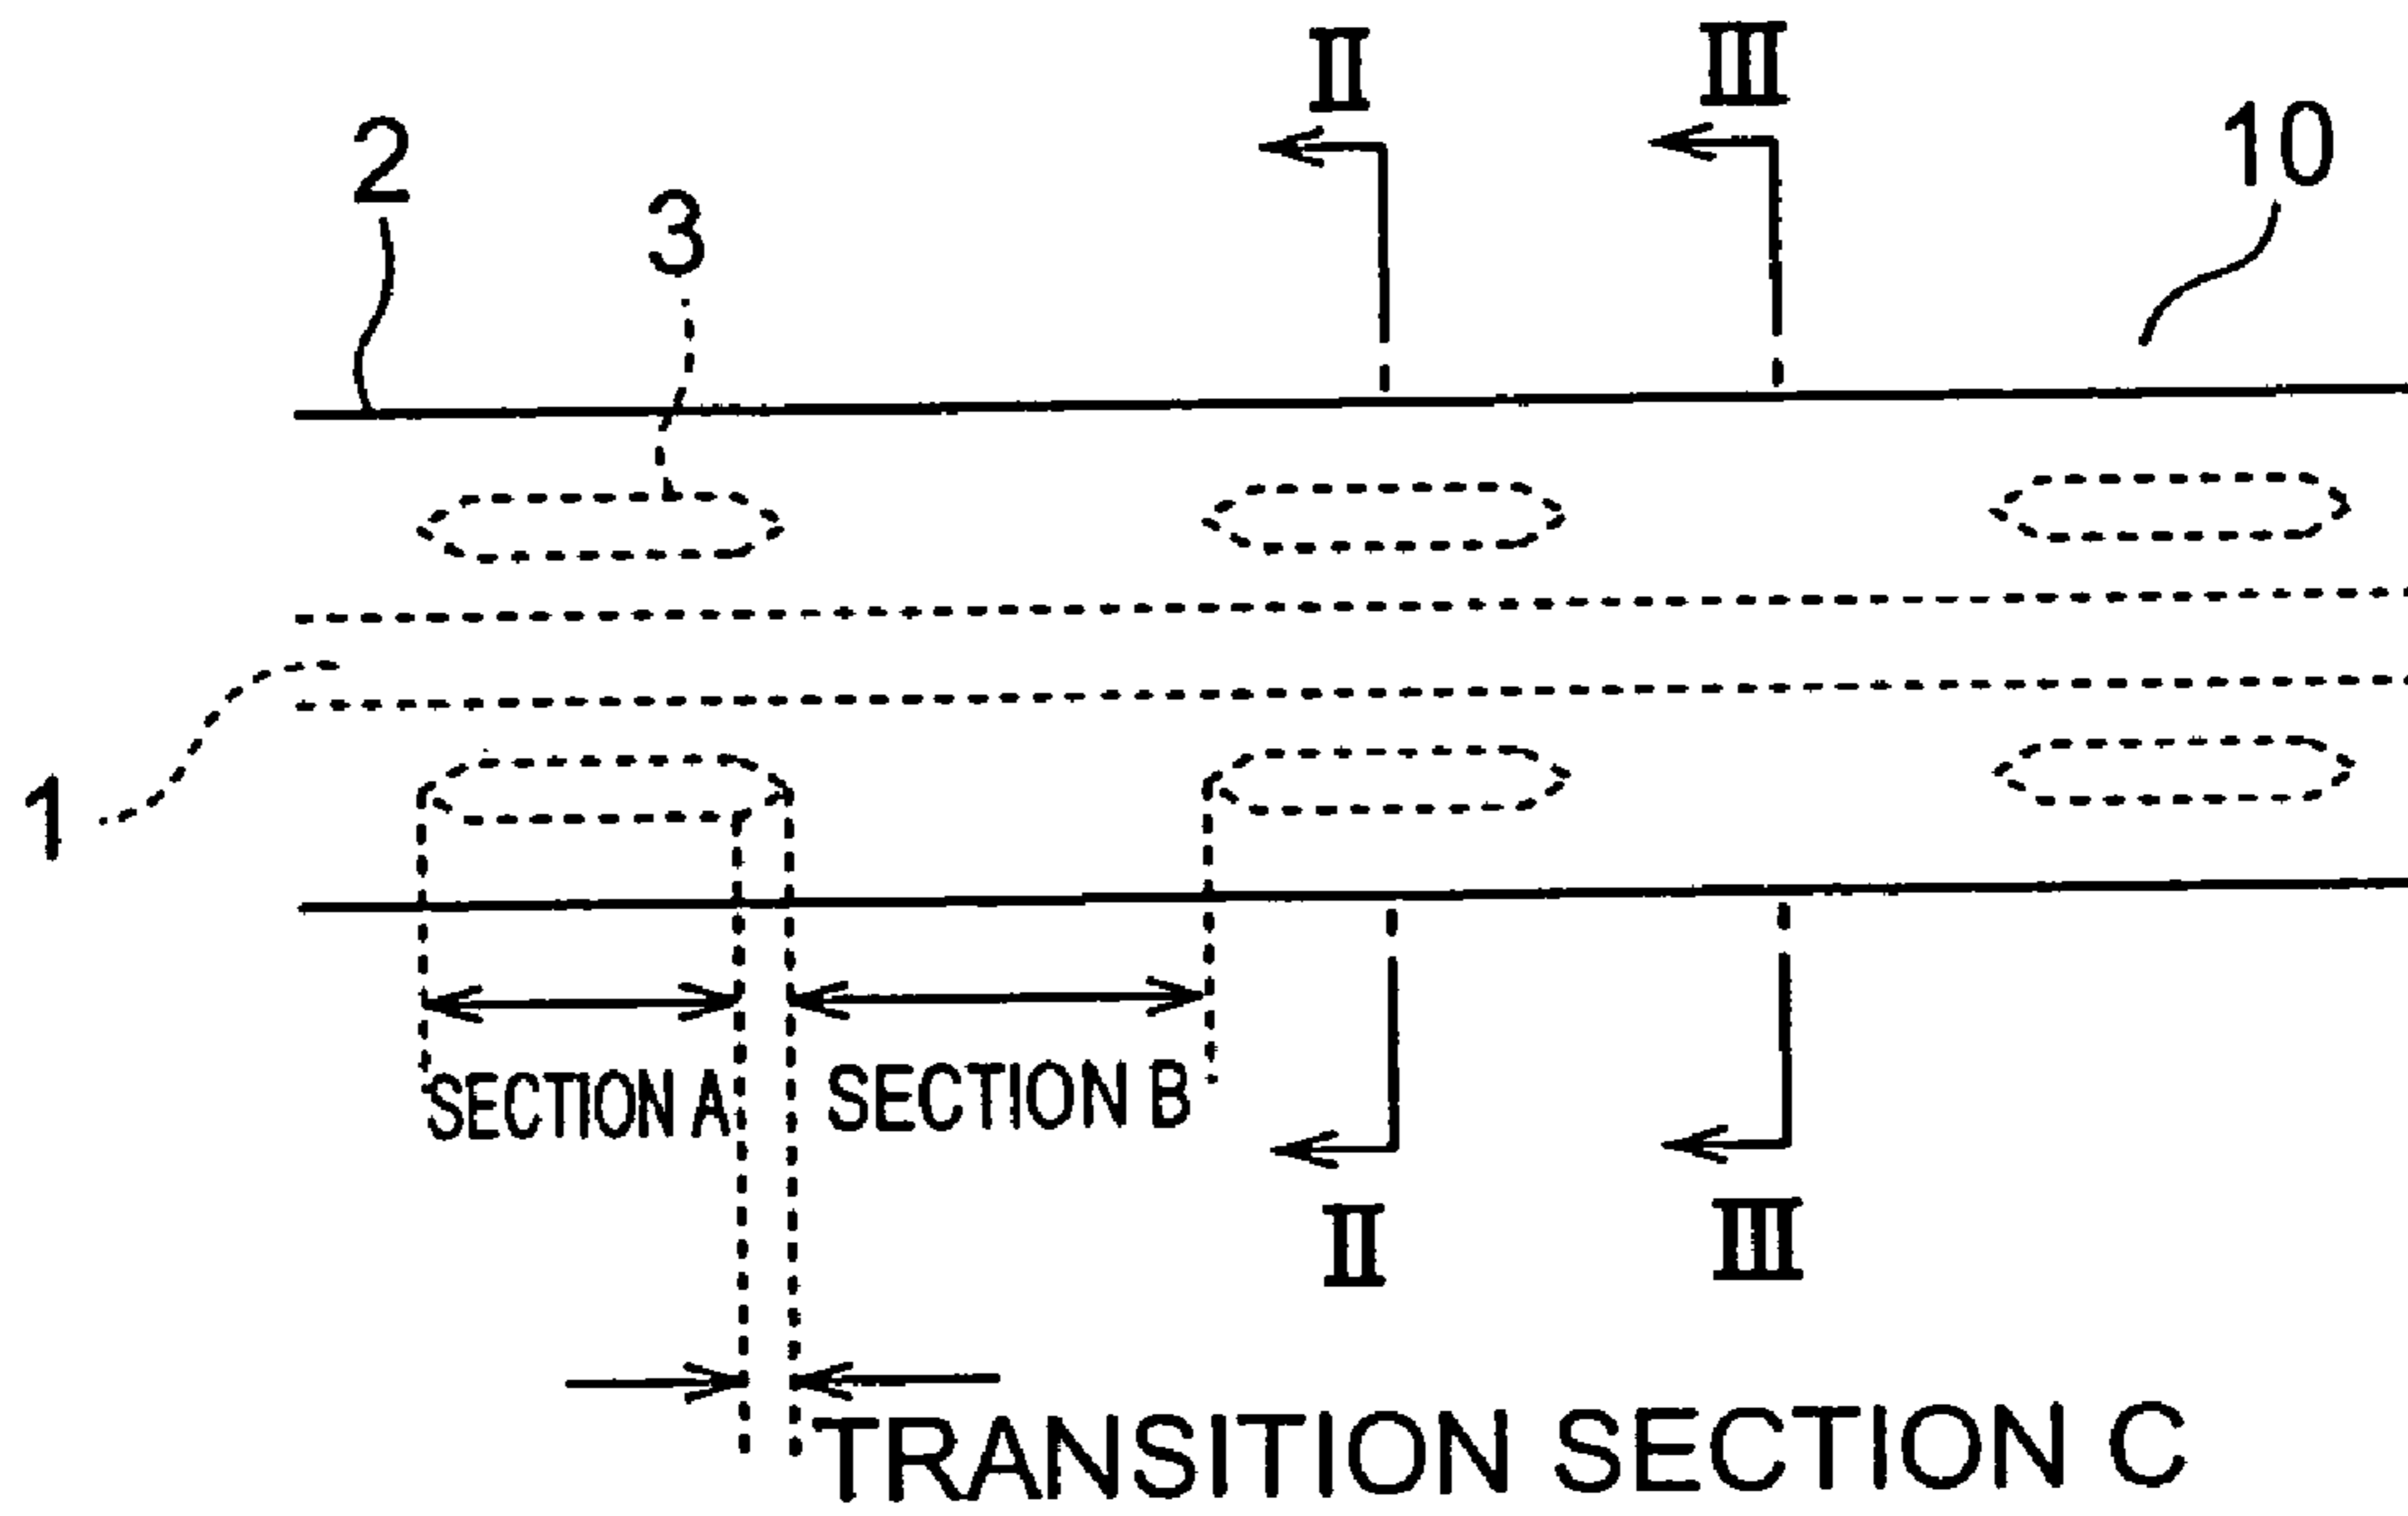 II
III
2
10
3
1
SECTION A
SECTION B
II
III
TRANSITION SECTION C